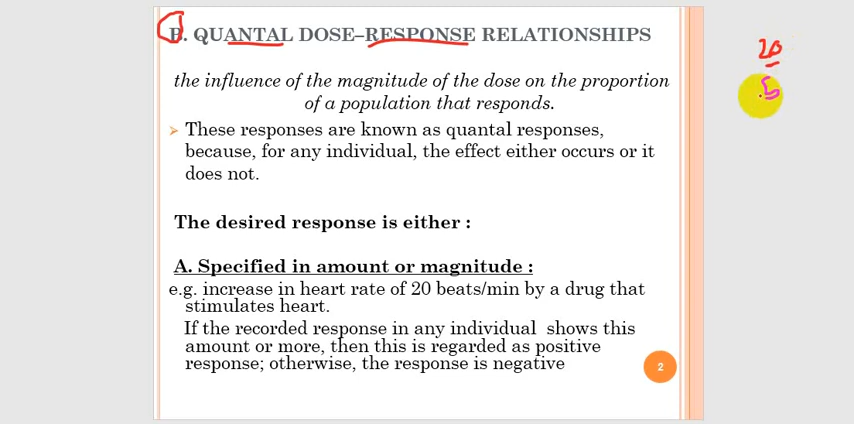 B. QUANTAL DOSE–RESPONSE RELATIONSHIPS
the influence of the magnitude of the dose on the proportion
of a population that responds.
➢ These responses are known as quantal responses,
because, for any individual, the effect either occurs or it
does not.
The desired response is either :
A. Specified in amount or magnitude :
e.g. increase in heart rate of 20 beats/min by a drug that
stimulates heart.
If the recorded response in any individual shows this
amount or more, then this is regarded as positive
response; otherwise, the response is negative
2
20